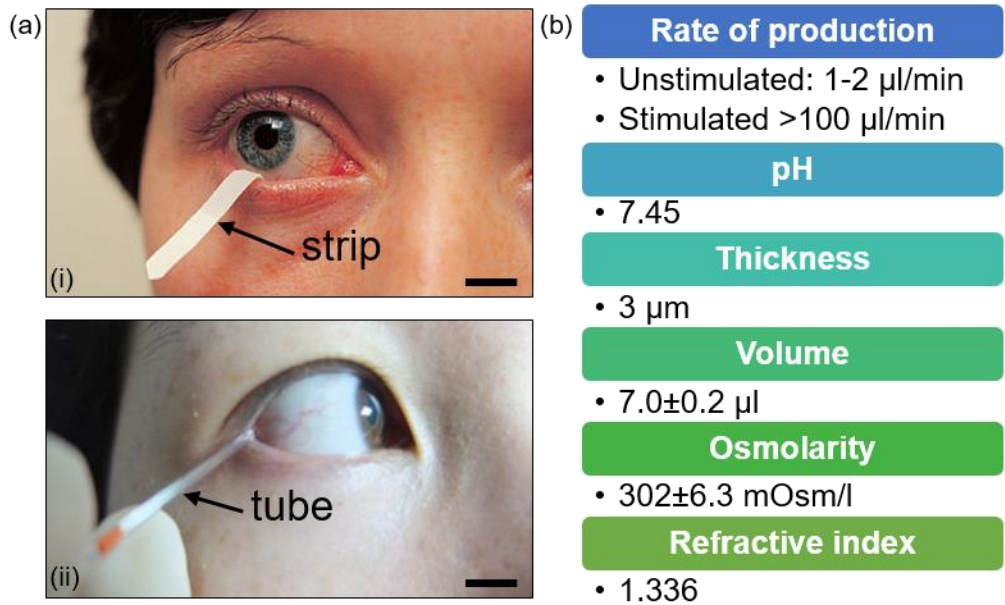 (a)
strip
(i)
tube
(ii)
(b)
Rate of production
• Unstimulated: 1-2 µl/min
• Stimulated >100 µl/min
pH
• 7.45
Thickness
• 3 µm
Volume
• 7.0±0.2 µl
Osmolarity
• 302±6.3 mOsm/l
Refractive index
• 1.336